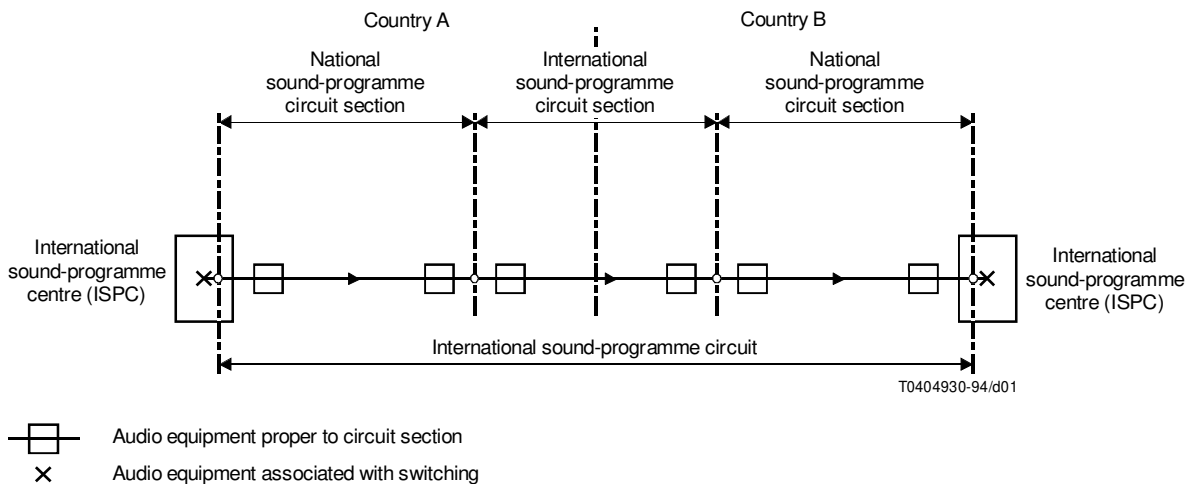 Country A
Country B
National
sound-programme
circuit section
International
sound-programme
circuit section
National
sound-programme
circuit section
International
sound-programme
centre (ISPC)
International
sound-programme
centre (ISPC)
International sound-programme circuit
T0404930-94/d01
Audio equipment proper to circuit section
Audio equipment associated with switching